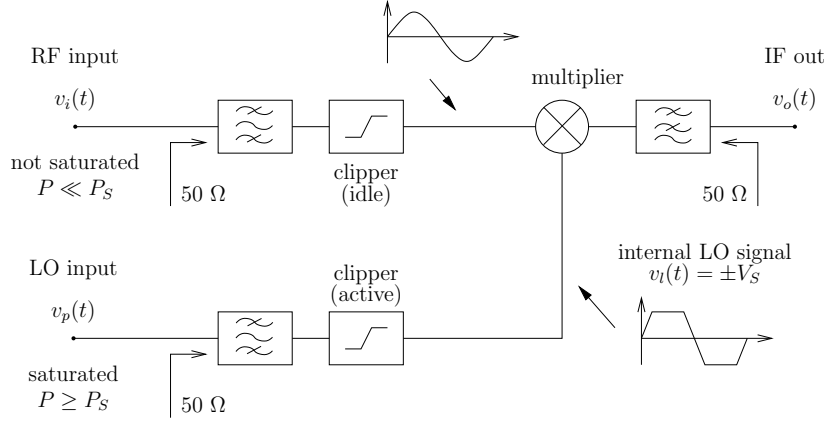 RF input
v_i(t)
not saturated
P ≪ P_S
50 Ω
clipper
(idle)
multiplier
IF out
v_o(t)
50 Ω
LO input
v_p(t)
saturated
P ≥ P_S
50 Ω
clipper
(active)
internal LO signal
v_l(t) = ±V_S